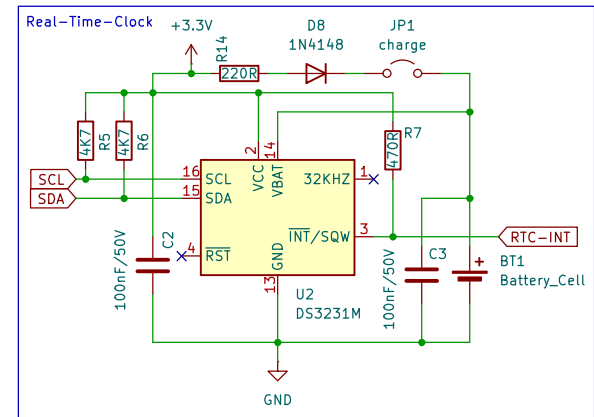 Real-Time-Clock
+3.3V
R14
220R
D8
1N4148
JP1
charge
4K7
R5
4K7
R6
2
14
R7
470R
SCL
16
SCL
VCC
VBAT
32KHZ
1
SDA
15
SDA
3
INT/SQW
RTC-INT
4
RST
GND
C2
100nF/50V
13
U2
DS3231M
C3
100nF/50V
+
BT1
Battery_Cell
GND